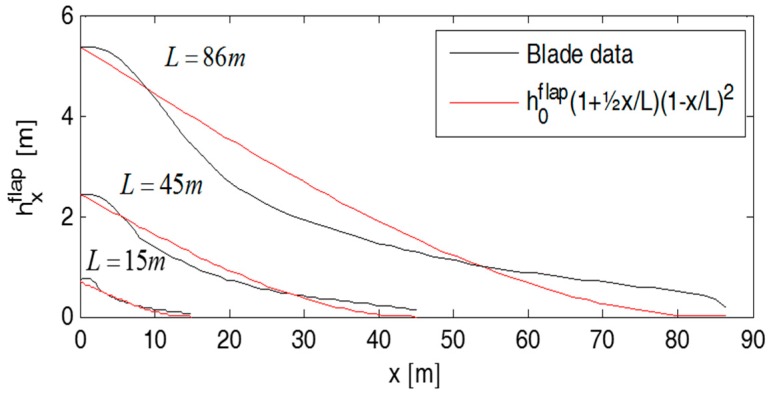 6
4
2
0
h_x^flap [m]
L = 86m
L = 45m
L = 15m
Blade data
h_0^flap(1+½x/L)(1-x/L)^2
0 10 20 30 40 50 60 70 80 90
x [m]